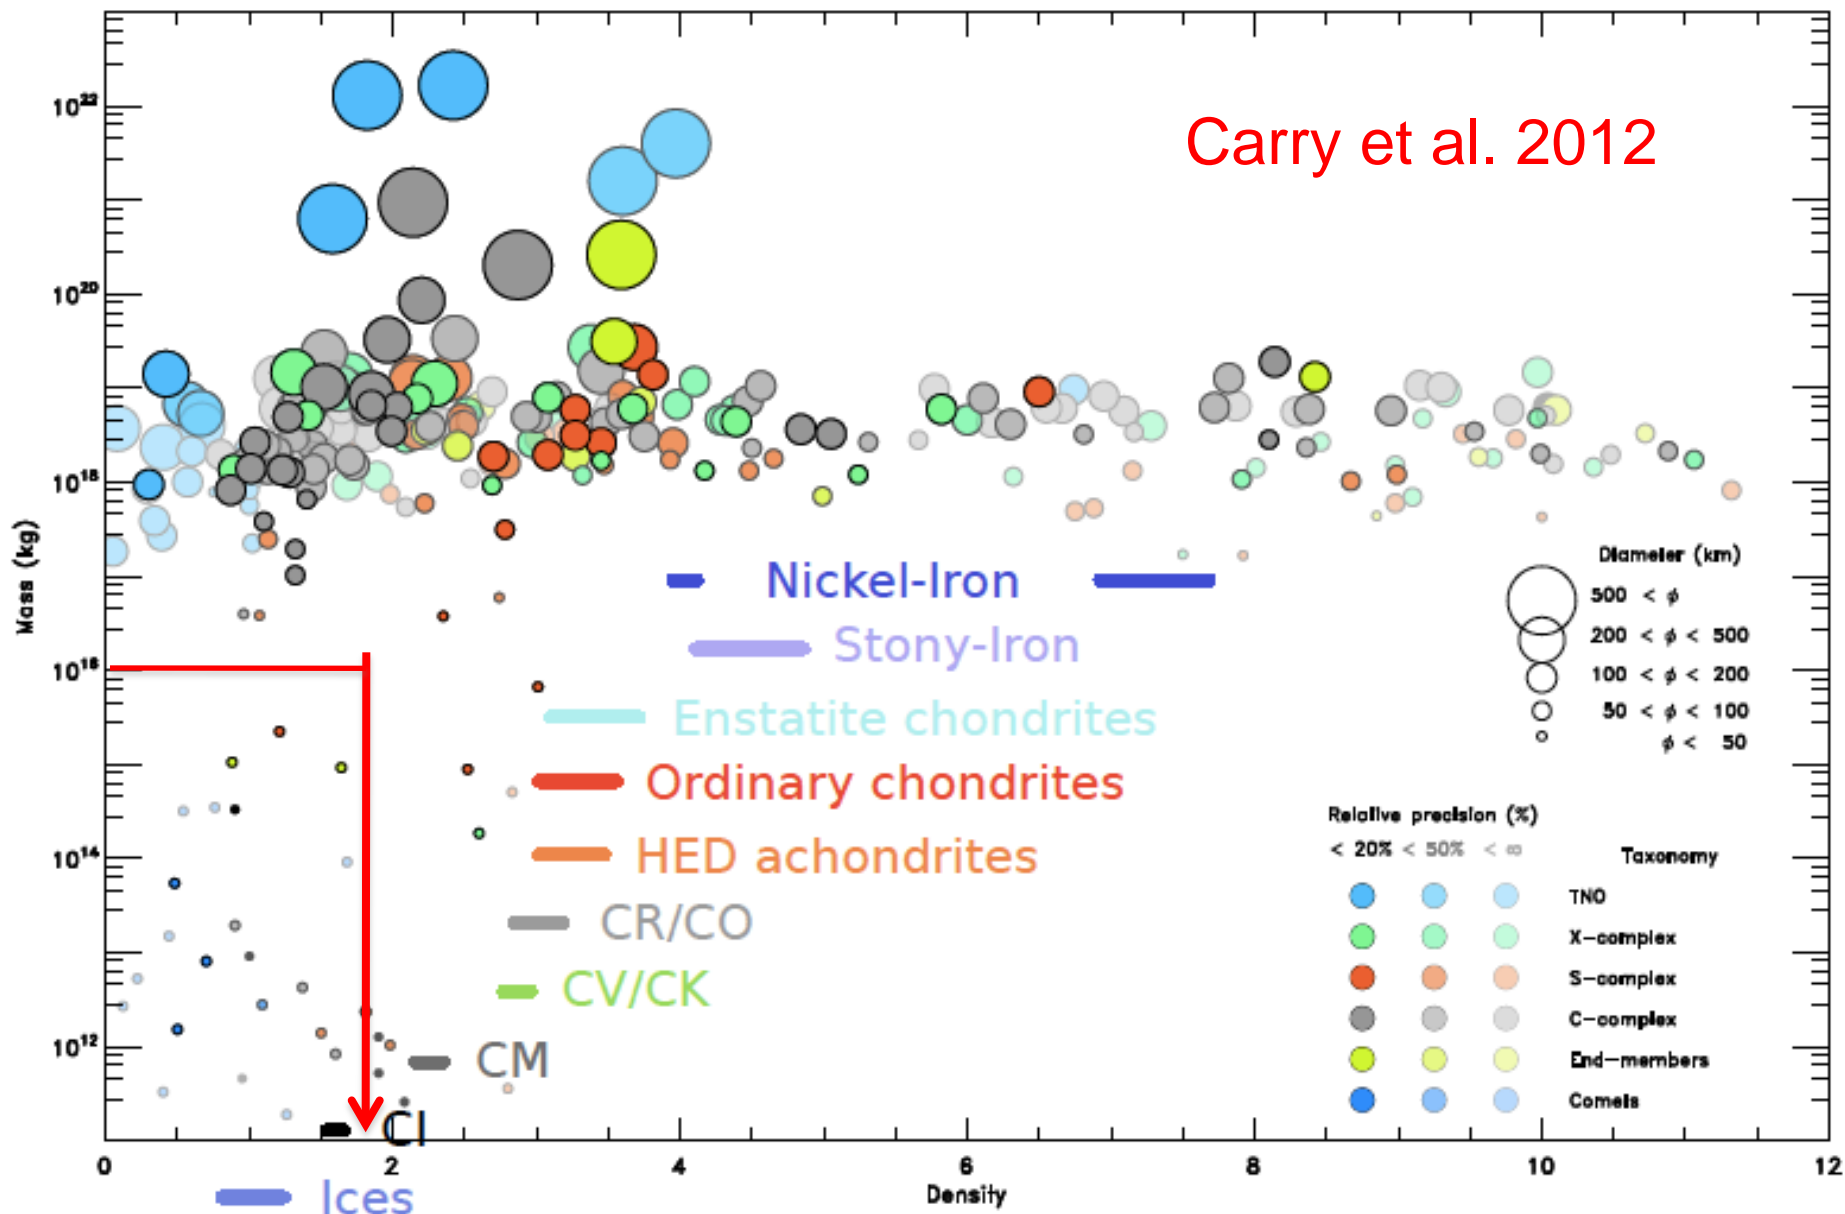 Carry et al. 2012
Mass (kg)
10²²
10²⁰
10¹⁸
10¹⁶
10¹⁴
10¹²
Nickel-Iron
Stony-Iron
Enstatite chondrites
Ordinary chondrites
HED achondrites
CR/CO
CV/CK
CM
CI
Ices
Diameter (km)
500 < ϕ
200 < ϕ < 500
100 < ϕ < 200
50 < ϕ < 100
ϕ < 50
Relative precision (%)
< 20% < 50% < ∞
Taxonomy
TNO
X-complex
S-complex
C-complex
End-members
Comets
0 2 4 6 8 10 12
Density